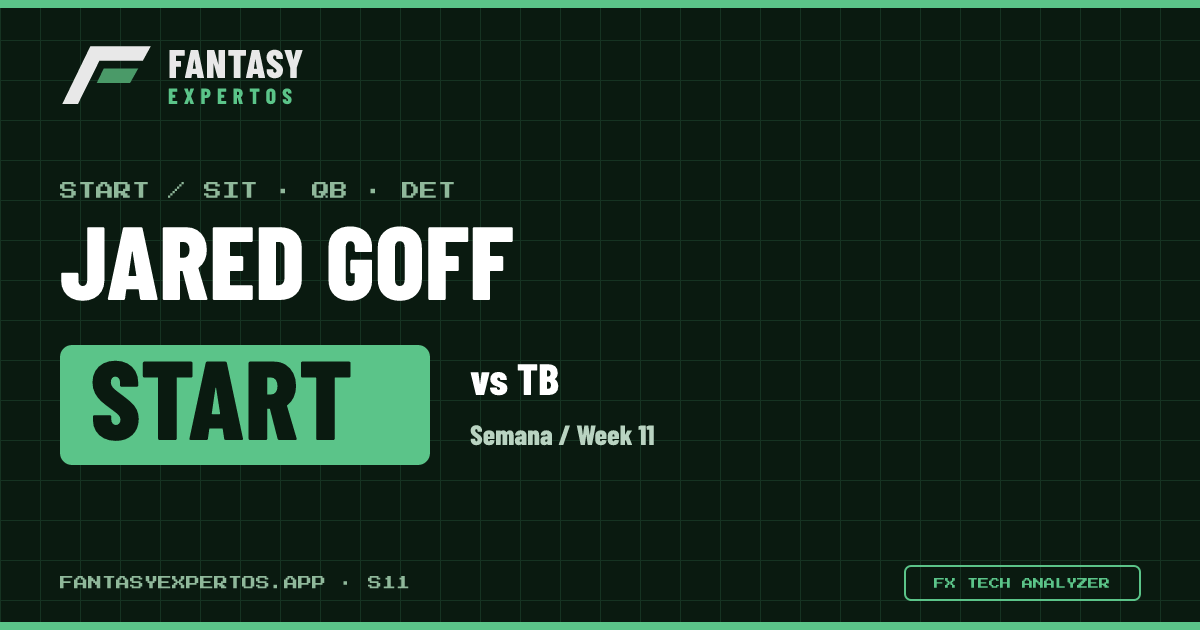 FANTASY
EXPERTOS
START / SIT · QB · DET
JARED GOFF
START
vs TB
Semana / Week 11
FANTASYEXPERTOS.APP · S11
FX TECH ANALYZER